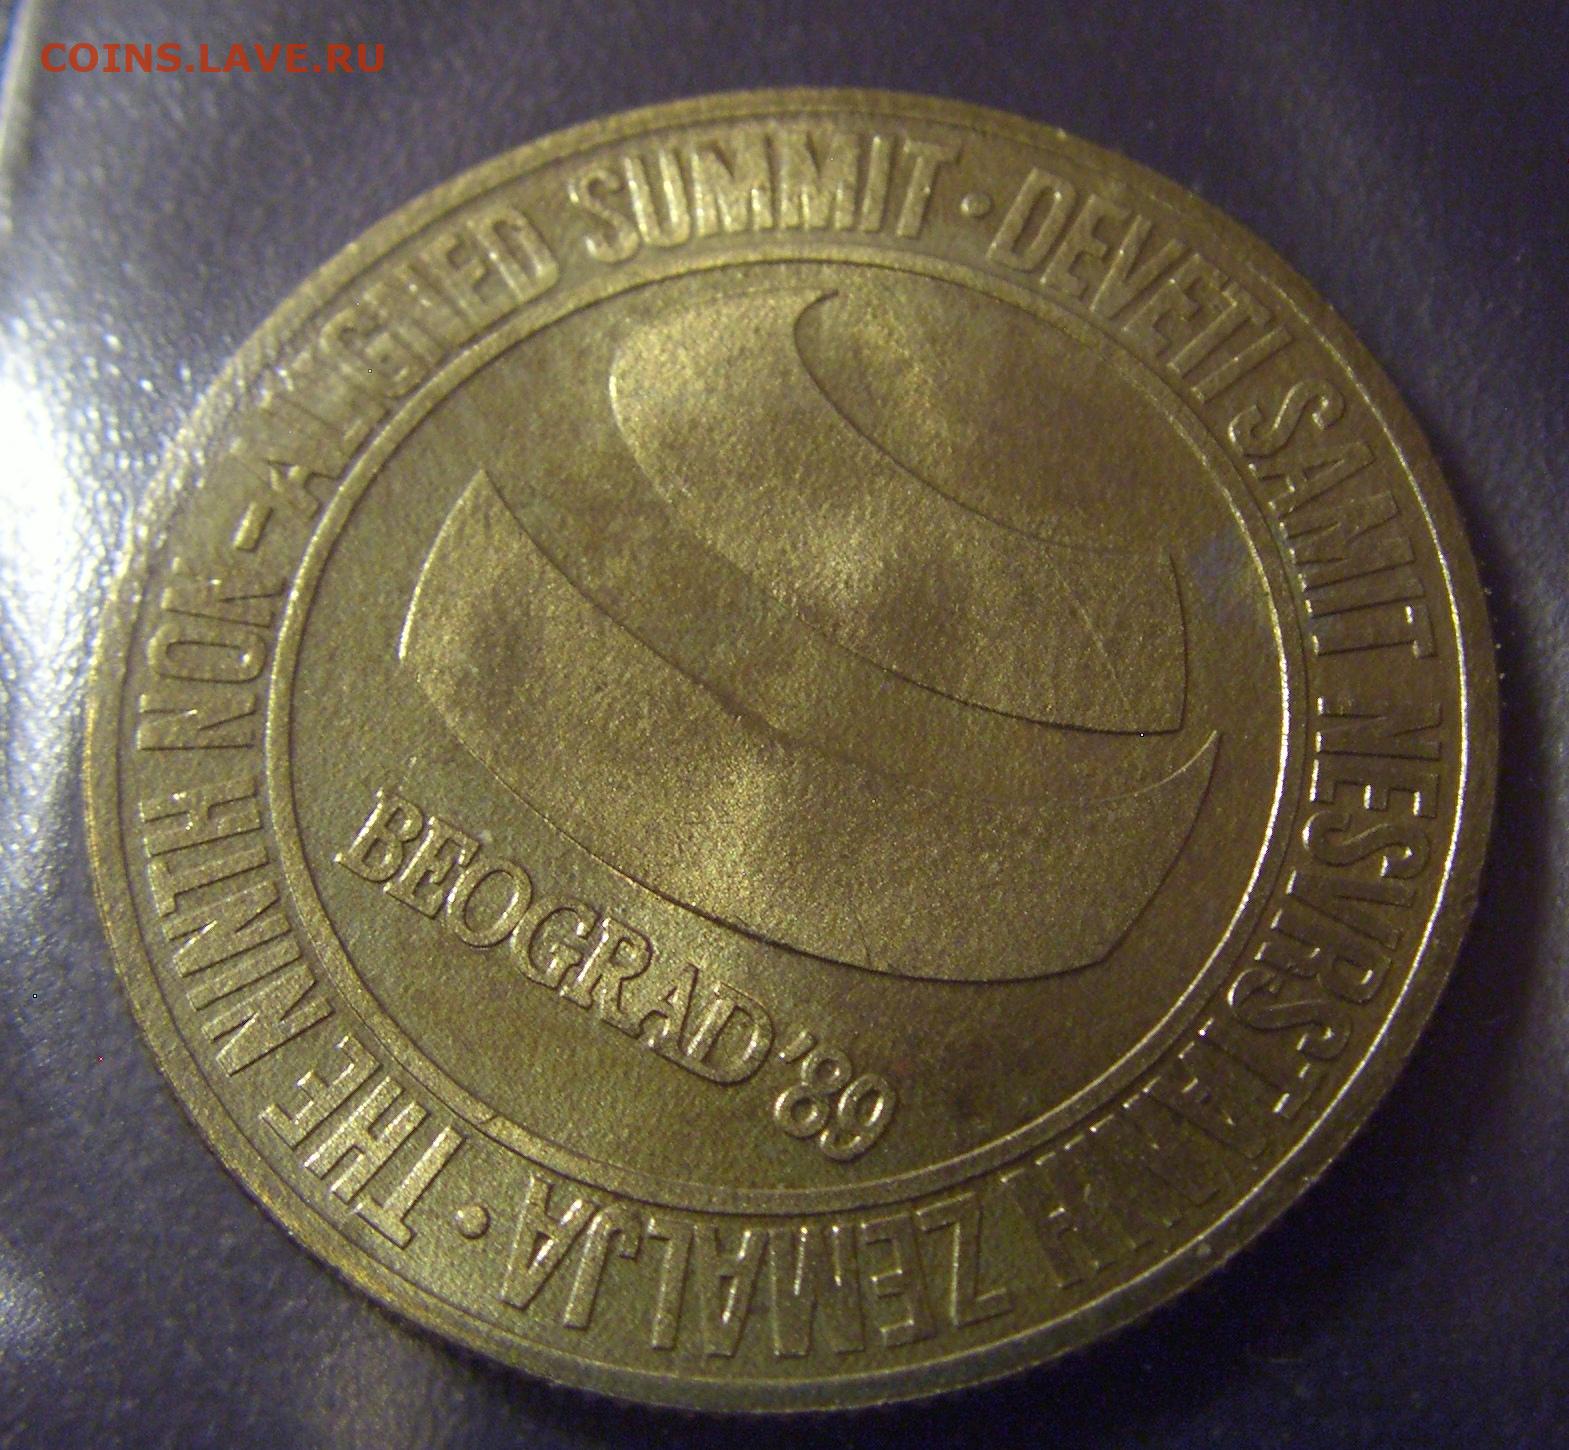 COINS.LAVE.RU
THE NINTH NON-ALIGNED SUMMIT · DEVETI SAMIT NESVRSTANIH ZEMALJA ·
BEOGRAD '89